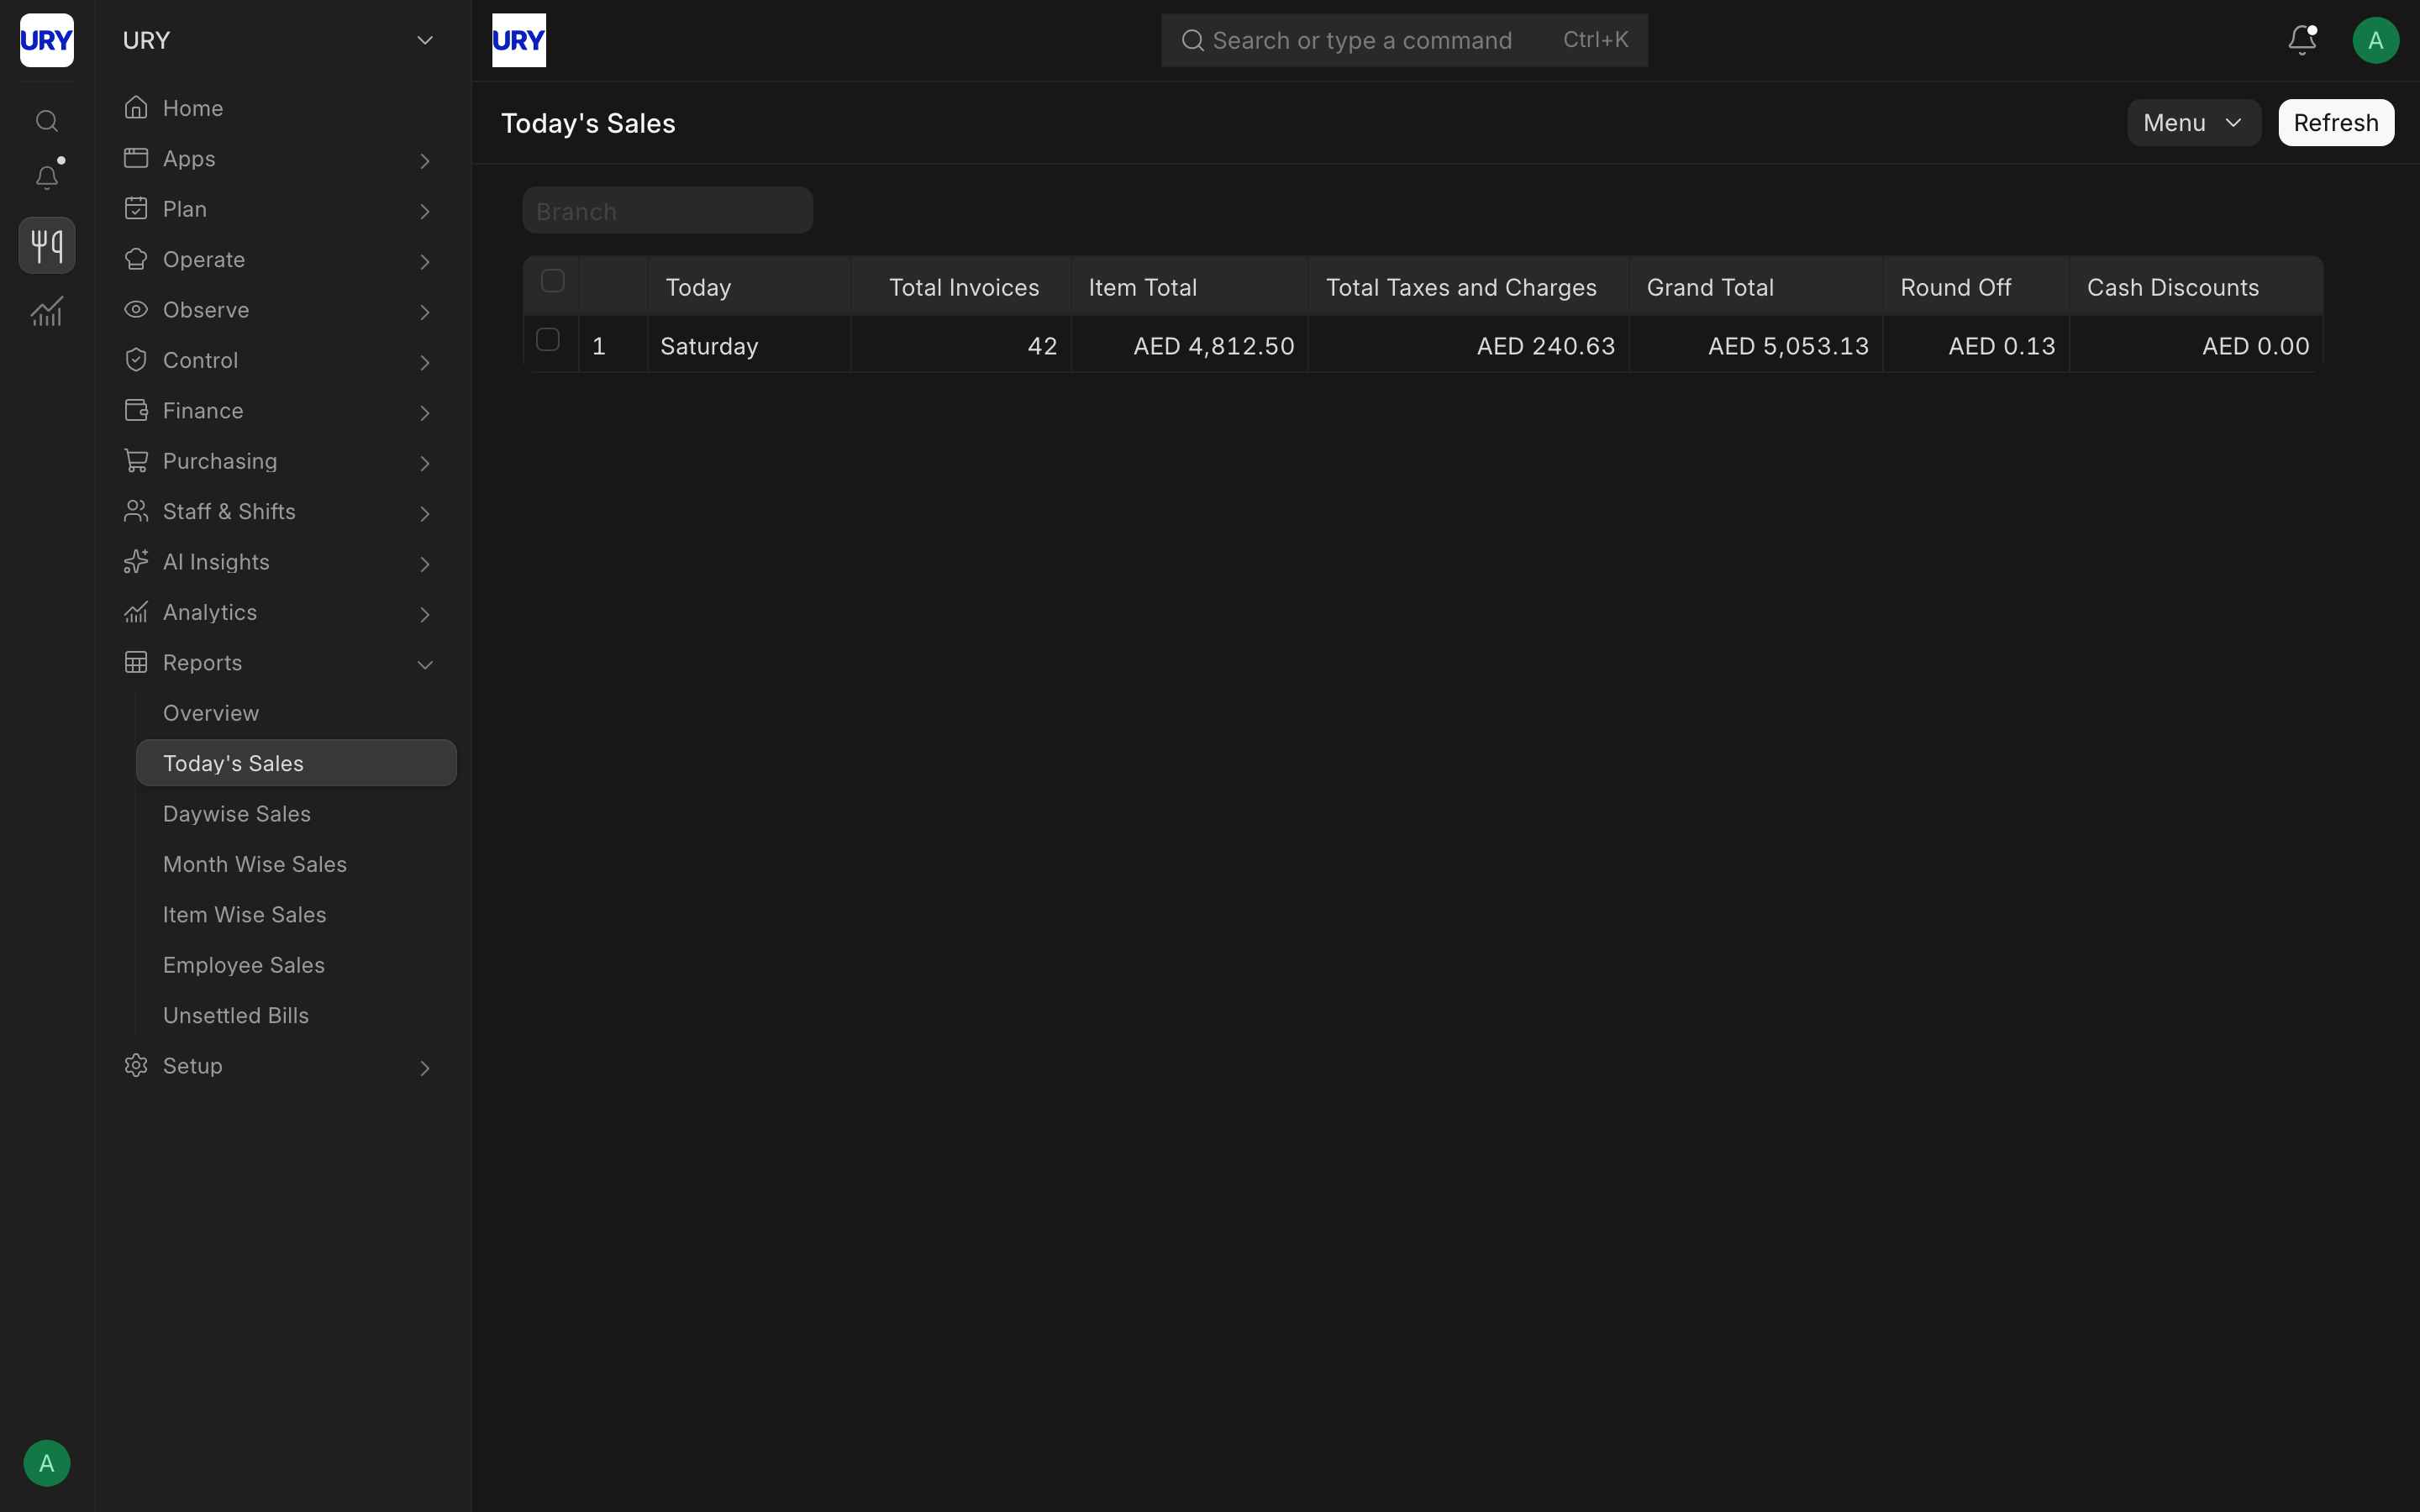 URY
URY
URY
Search or type a command
Ctrl+K
A
Home
Apps
Plan
Operate
Observe
Control
Finance
Purchasing
Staff & Shifts
AI Insights
Analytics
Reports
Overview
Today's Sales
Daywise Sales
Month Wise Sales
Item Wise Sales
Employee Sales
Unsettled Bills
Setup
A
Today's Sales
Menu
Refresh
Branch
Today Total Invoices Item Total Total Taxes and Charges Grand Total Round Off Cash Discounts
1 Saturday 42 AED 4,812.50 AED 240.63 AED 5,053.13 AED 0.13 AED 0.00